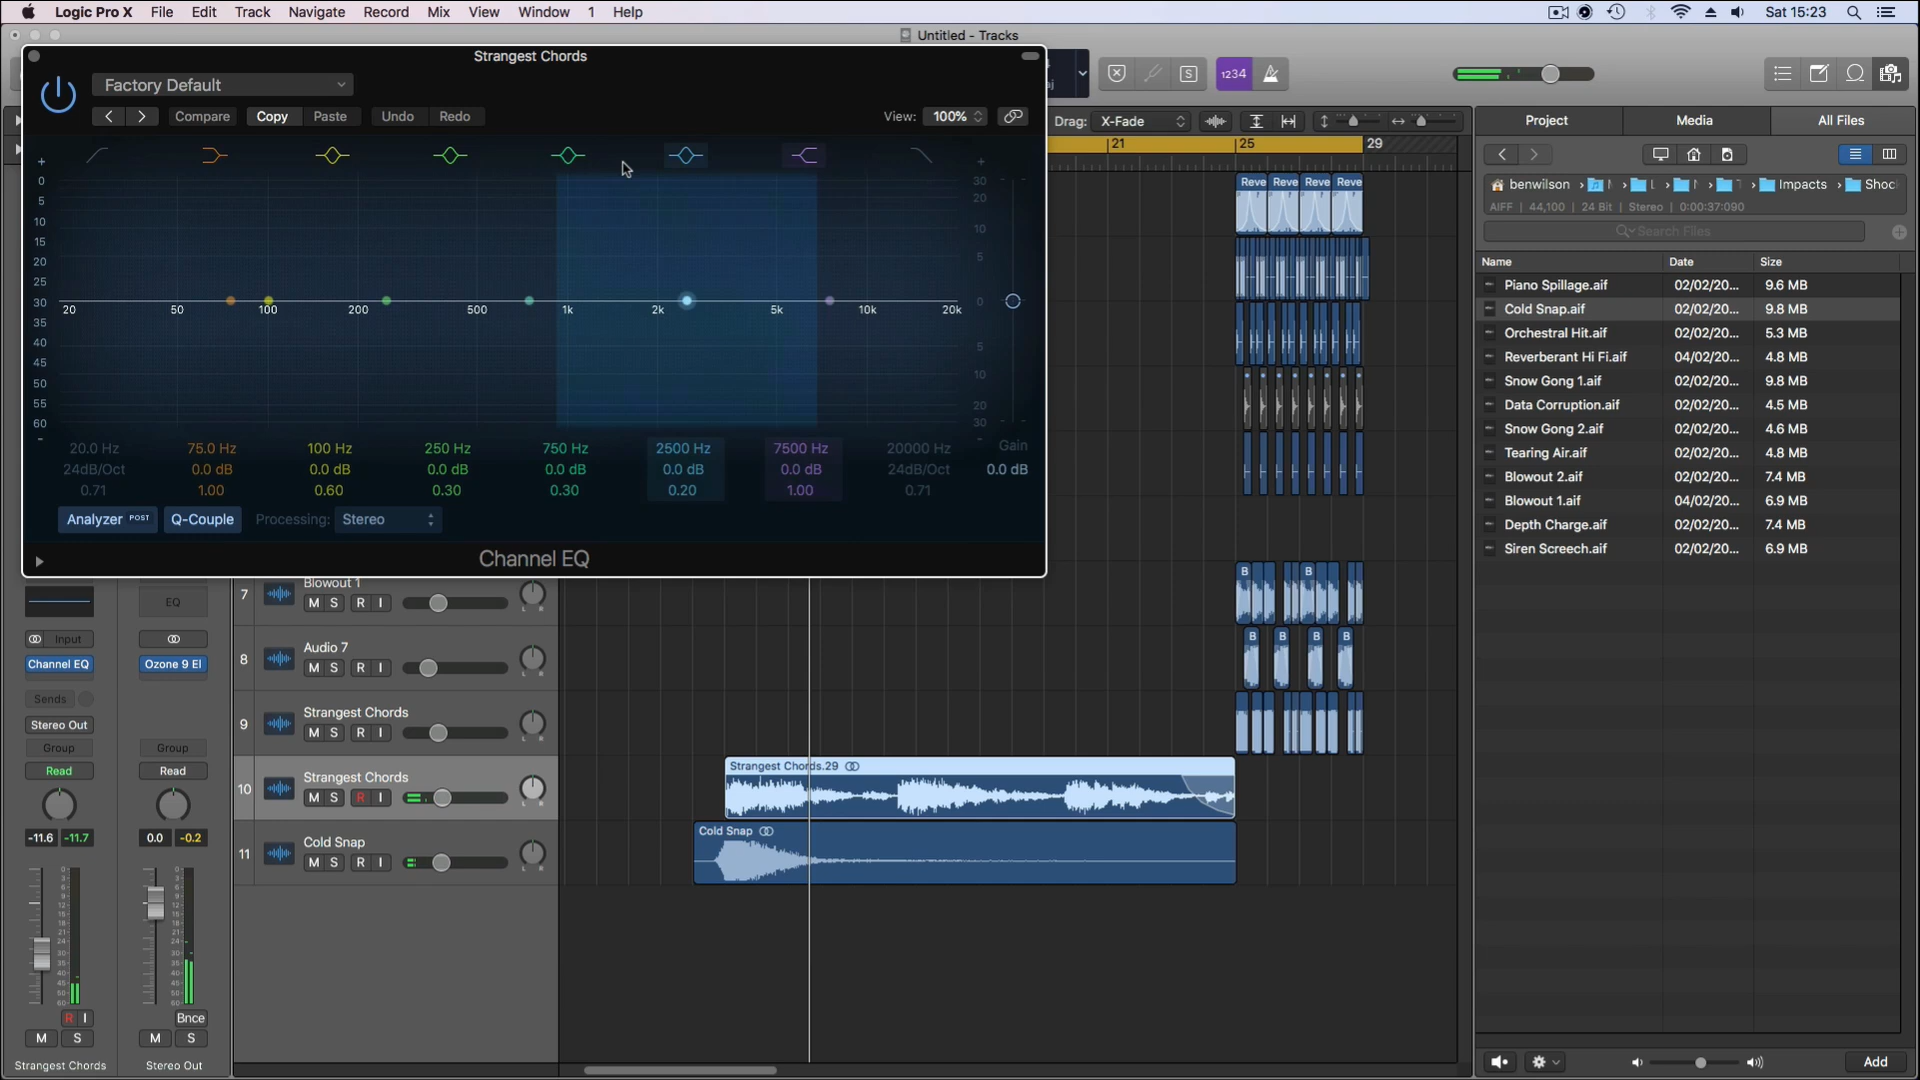 Logic Pro X File Edit Track Navigate Record Mix View Window 1 Help
Sat 15:23
Untitled - Tracks
Strangest Chords
Factory Default
Compare Copy Paste Undo Redo
View: 100%
1234
S
Drag: X-Fade
21 25 29
Project Media All Files
benwilson
Impacts
Shoc
AIFF | 44,100 | 24 Bit | Stereo | 0:00:37:090
Search Files
Name Date Size
Piano Spillage.aif 02/02/20... 9.6 MB
Cold Snap.aif 02/02/20... 9.8 MB
Orchestral Hit.aif 02/02/20... 5.3 MB
Reverberant Hi Fi.aif 04/02/20... 4.8 MB
Snow Gong 1.aif 02/02/20... 9.8 MB
Data Corruption.aif 02/02/20... 4.5 MB
Snow Gong 2.aif 02/02/20... 4.6 MB
Tearing Air.aif 02/02/20... 4.8 MB
Blowout 2.aif 02/02/20... 7.4 MB
Blowout 1.aif 04/02/20... 6.9 MB
Depth Charge.aif 02/02/20... 7.4 MB
Siren Screech.aif 02/02/20... 6.9 MB
Add
+ +
0 30
5 20
10 10
15
20 5
25
30 0
35
40 5
45
50 10
55 20
60 30
20 50 100 200 500 1k 2k 5k 10k 20k
20.0 Hz 75.0 Hz 100 Hz 250 Hz 750 Hz 2500 Hz 7500 Hz 20000 Hz Gain
24dB/Oct 0.0 dB 0.0 dB 0.0 dB 0.0 dB 0.0 dB 0.0 dB 24dB/Oct 0.0 dB
0.71 1.00 0.60 0.30 0.30 0.20 1.00 0.71
Analyzer POST Q-Couple Processing: Stereo
Channel EQ
Reve Reve Reve Reve
B B
B B B B
7 Blowout 1
M S R I
8 Audio 7
M S R I
9 Strangest Chords
M S R I
10 Strangest Chords
M S R I
11 Cold Snap
M S R I
Strangest Chords.29
Cold Snap
EQ
Input
Channel EQ Ozone 9 El
Sends
Stereo Out
Group Group
Read Read
-11.6 -11.7 0.0 -0.2
R I Bnce
M S M S
Strangest Chords Stereo Out